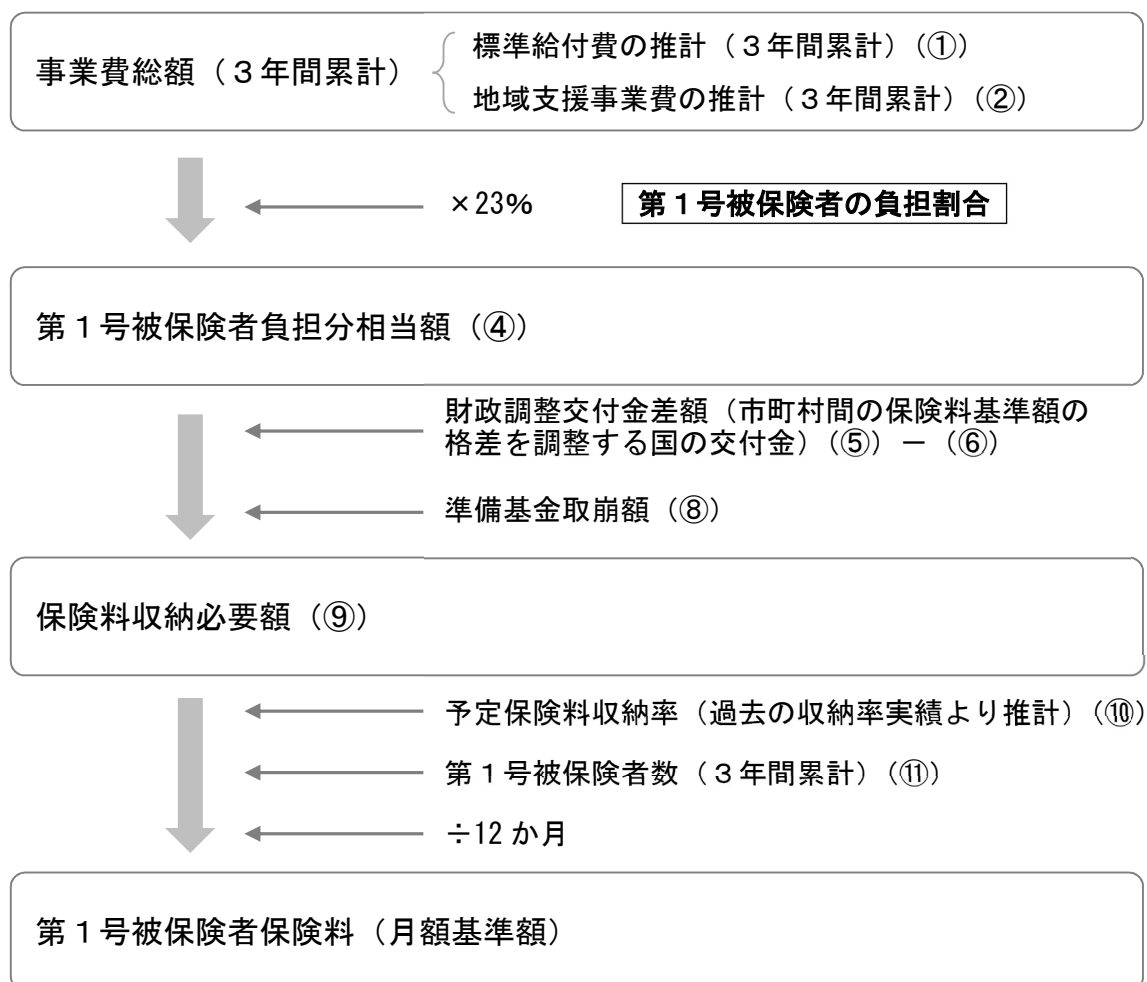 事業費総額（３年間累計）
標準給付費の推計（３年間累計）（①）
地域支援事業費の推計（３年間累計）（②）
×23%
第１号被保険者の負担割合
第１号被保険者負担分相当額（④）
財政調整交付金差額（市町村間の保険料基準額の
格差を調整する国の交付金）（⑤）－（⑥）
準備基金取崩額（⑧）
保険料収納必要額（⑨）
予定保険料収納率（過去の収納率実績より推計）（⑩）
第１号被保険者数（３年間累計）（⑪）
÷12 か月
第１号被保険者保険料（月額基準額）